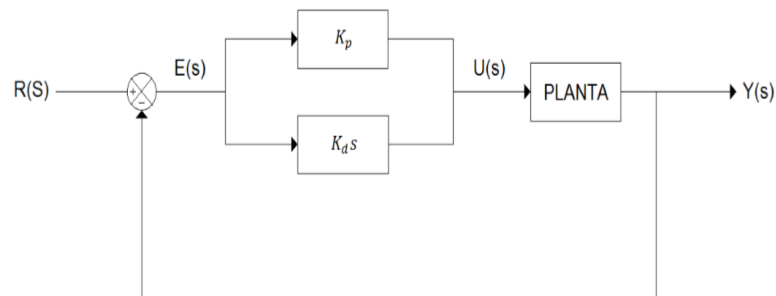 K_p
E(s)
U(s)
R(S)
+
−
PLANTA
Y(s)
K_d s